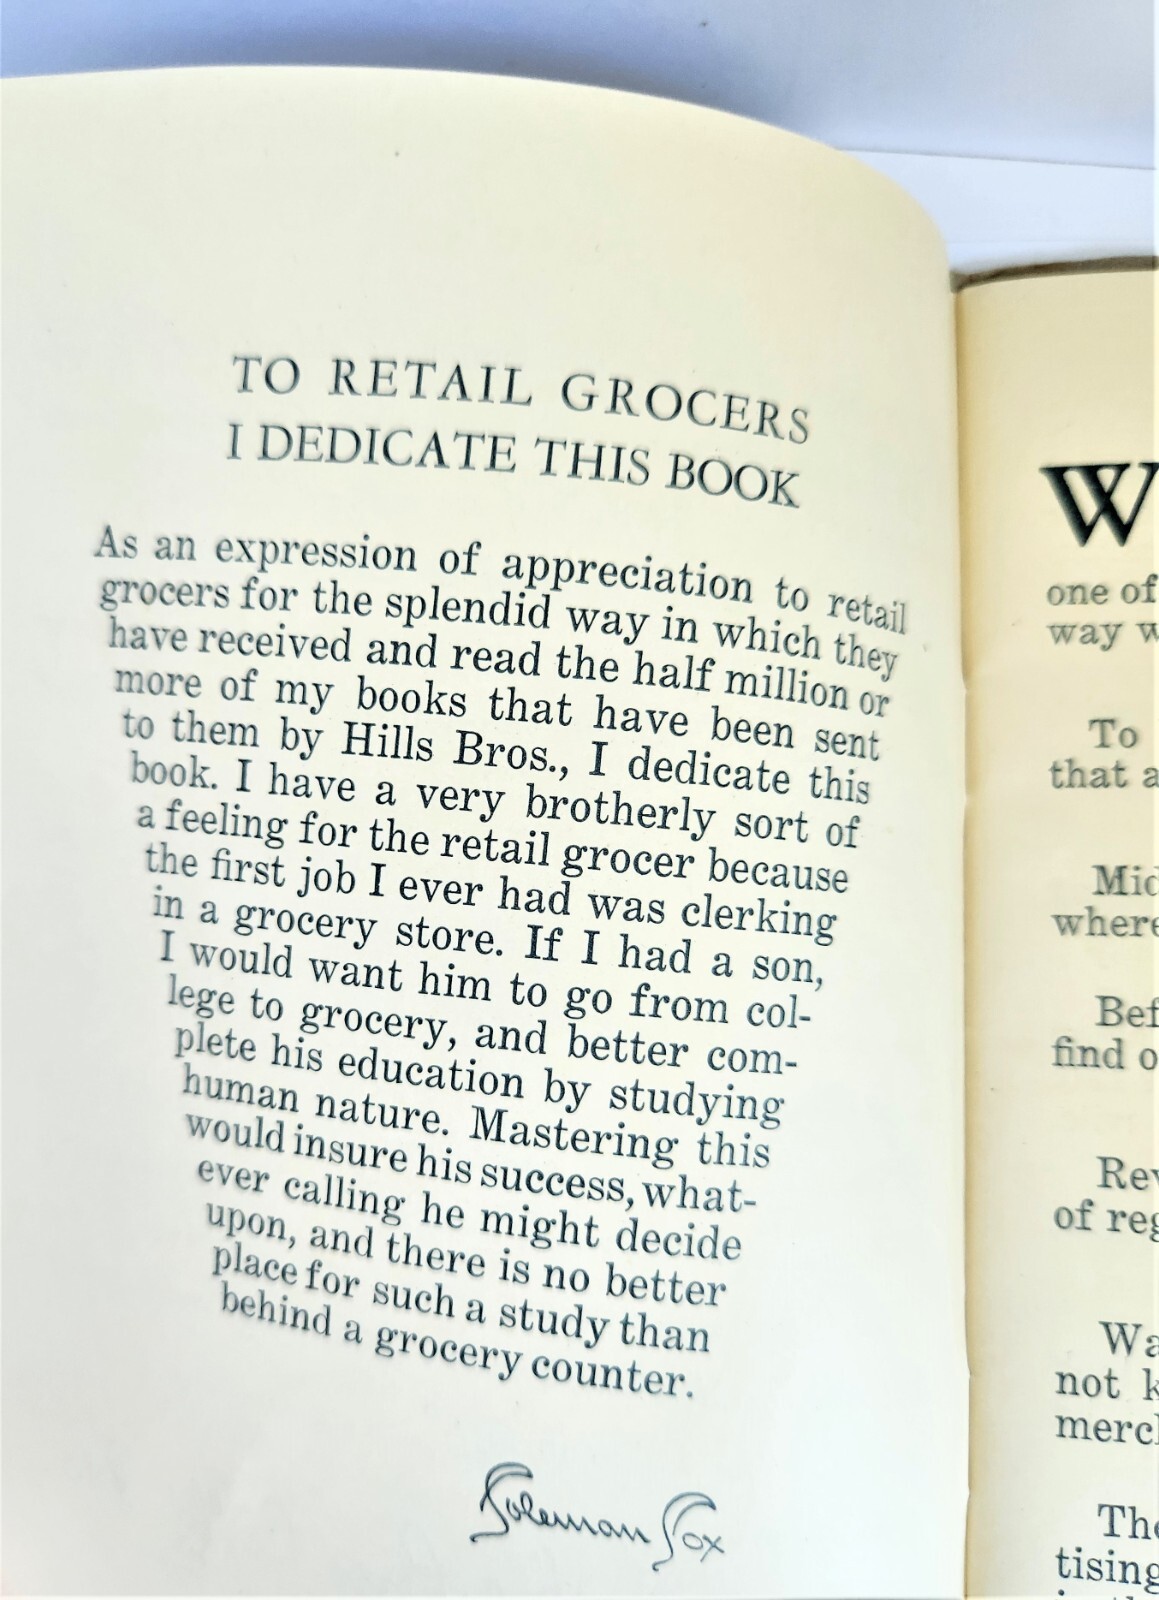 TO RETAIL GROCERS
I DEDICATE THIS BOOK
As an expression of appreciation to retail
grocers for the splendid way in which they
have received and read the half million or
more of my books that have been sent
to them by Hills Bros., I dedicate this
book. I have a very brotherly sort of
a feeling for the retail grocer because
the first job I ever had was clerking
in a grocery store. If I had a son,
I would want him to go from col-
lege to grocery, and better com-
plete his education by studying
human nature. Mastering this
would insure his success, what-
ever calling he might decide
upon, and there is no better
place for such a study than
behind a grocery counter.
Coleman Cox
W
one of
way w
To
that a
Mid
where
Bef
find o
Rev
of reg
Wa
not k
merch
The
tising